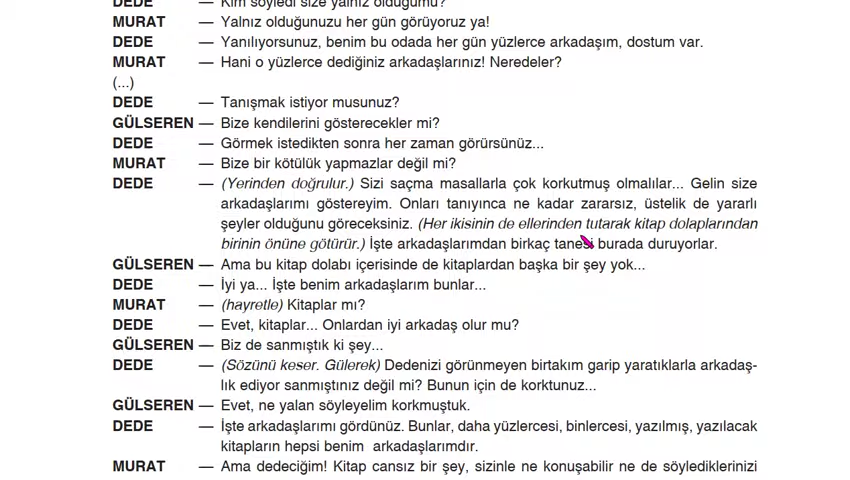 DEDE — Kim söyledi size yalnız olduğumu?
MURAT — Yalnız olduğunuzu her gün görüyoruz ya!
DEDE — Yanılıyorsunuz, benim bu odada her gün yüzlerce arkadaşım, dostum var.
MURAT — Hani o yüzlerce dediğiniz arkadaşlarınız! Neredeler?
(...)
DEDE — Tanışmak istiyor musunuz?
GÜLSEREN — Bize kendilerini gösterecekler mi?
DEDE — Görmek istedikten sonra her zaman görürsünüz...
MURAT — Bize bir kötülük yapmazlar değil mi?
DEDE — (Yerinden doğrulur.) Sizi saçma masallarla çok korkutmuş olmalılar... Gelin size
arkadaşlarımı göstereyim. Onları tanıyınca ne kadar zararsız, üstelik de yararlı
şeyler olduğunu göreceksiniz. (Her ikisinin de ellerinden tutarak kitap dolaplarından
birinin önüne götürür.) İşte arkadaşlarımdan birkaç tanesi burada duruyorlar.
GÜLSEREN — Ama bu kitap dolabı içerisinde de kitaplardan başka bir şey yok...
DEDE — İyi ya... İşte benim arkadaşlarım bunlar...
MURAT — (hayretle) Kitaplar mı?
DEDE — Evet, kitaplar... Onlardan iyi arkadaş olur mu?
GÜLSEREN — Biz de sanmıştık ki şey...
DEDE — (Sözünü keser. Gülerek) Dedenizi görünmeyen birtakım garip yaratıklarla arkadaş-
lık ediyor sanmıştınız değil mi? Bunun için de korktunuz...
GÜLSEREN — Evet, ne yalan söyleyelim korkmuştuk.
DEDE — İşte arkadaşlarımı gördünüz. Bunlar, daha yüzlercesi, binlercesi, yazılmış, yazılacak
kitapların hepsi benim arkadaşlarımdır.
MURAT — Ama dedeciğim! Kitap cansız bir şey, sizinle ne konuşabilir ne de söylediklerinizi